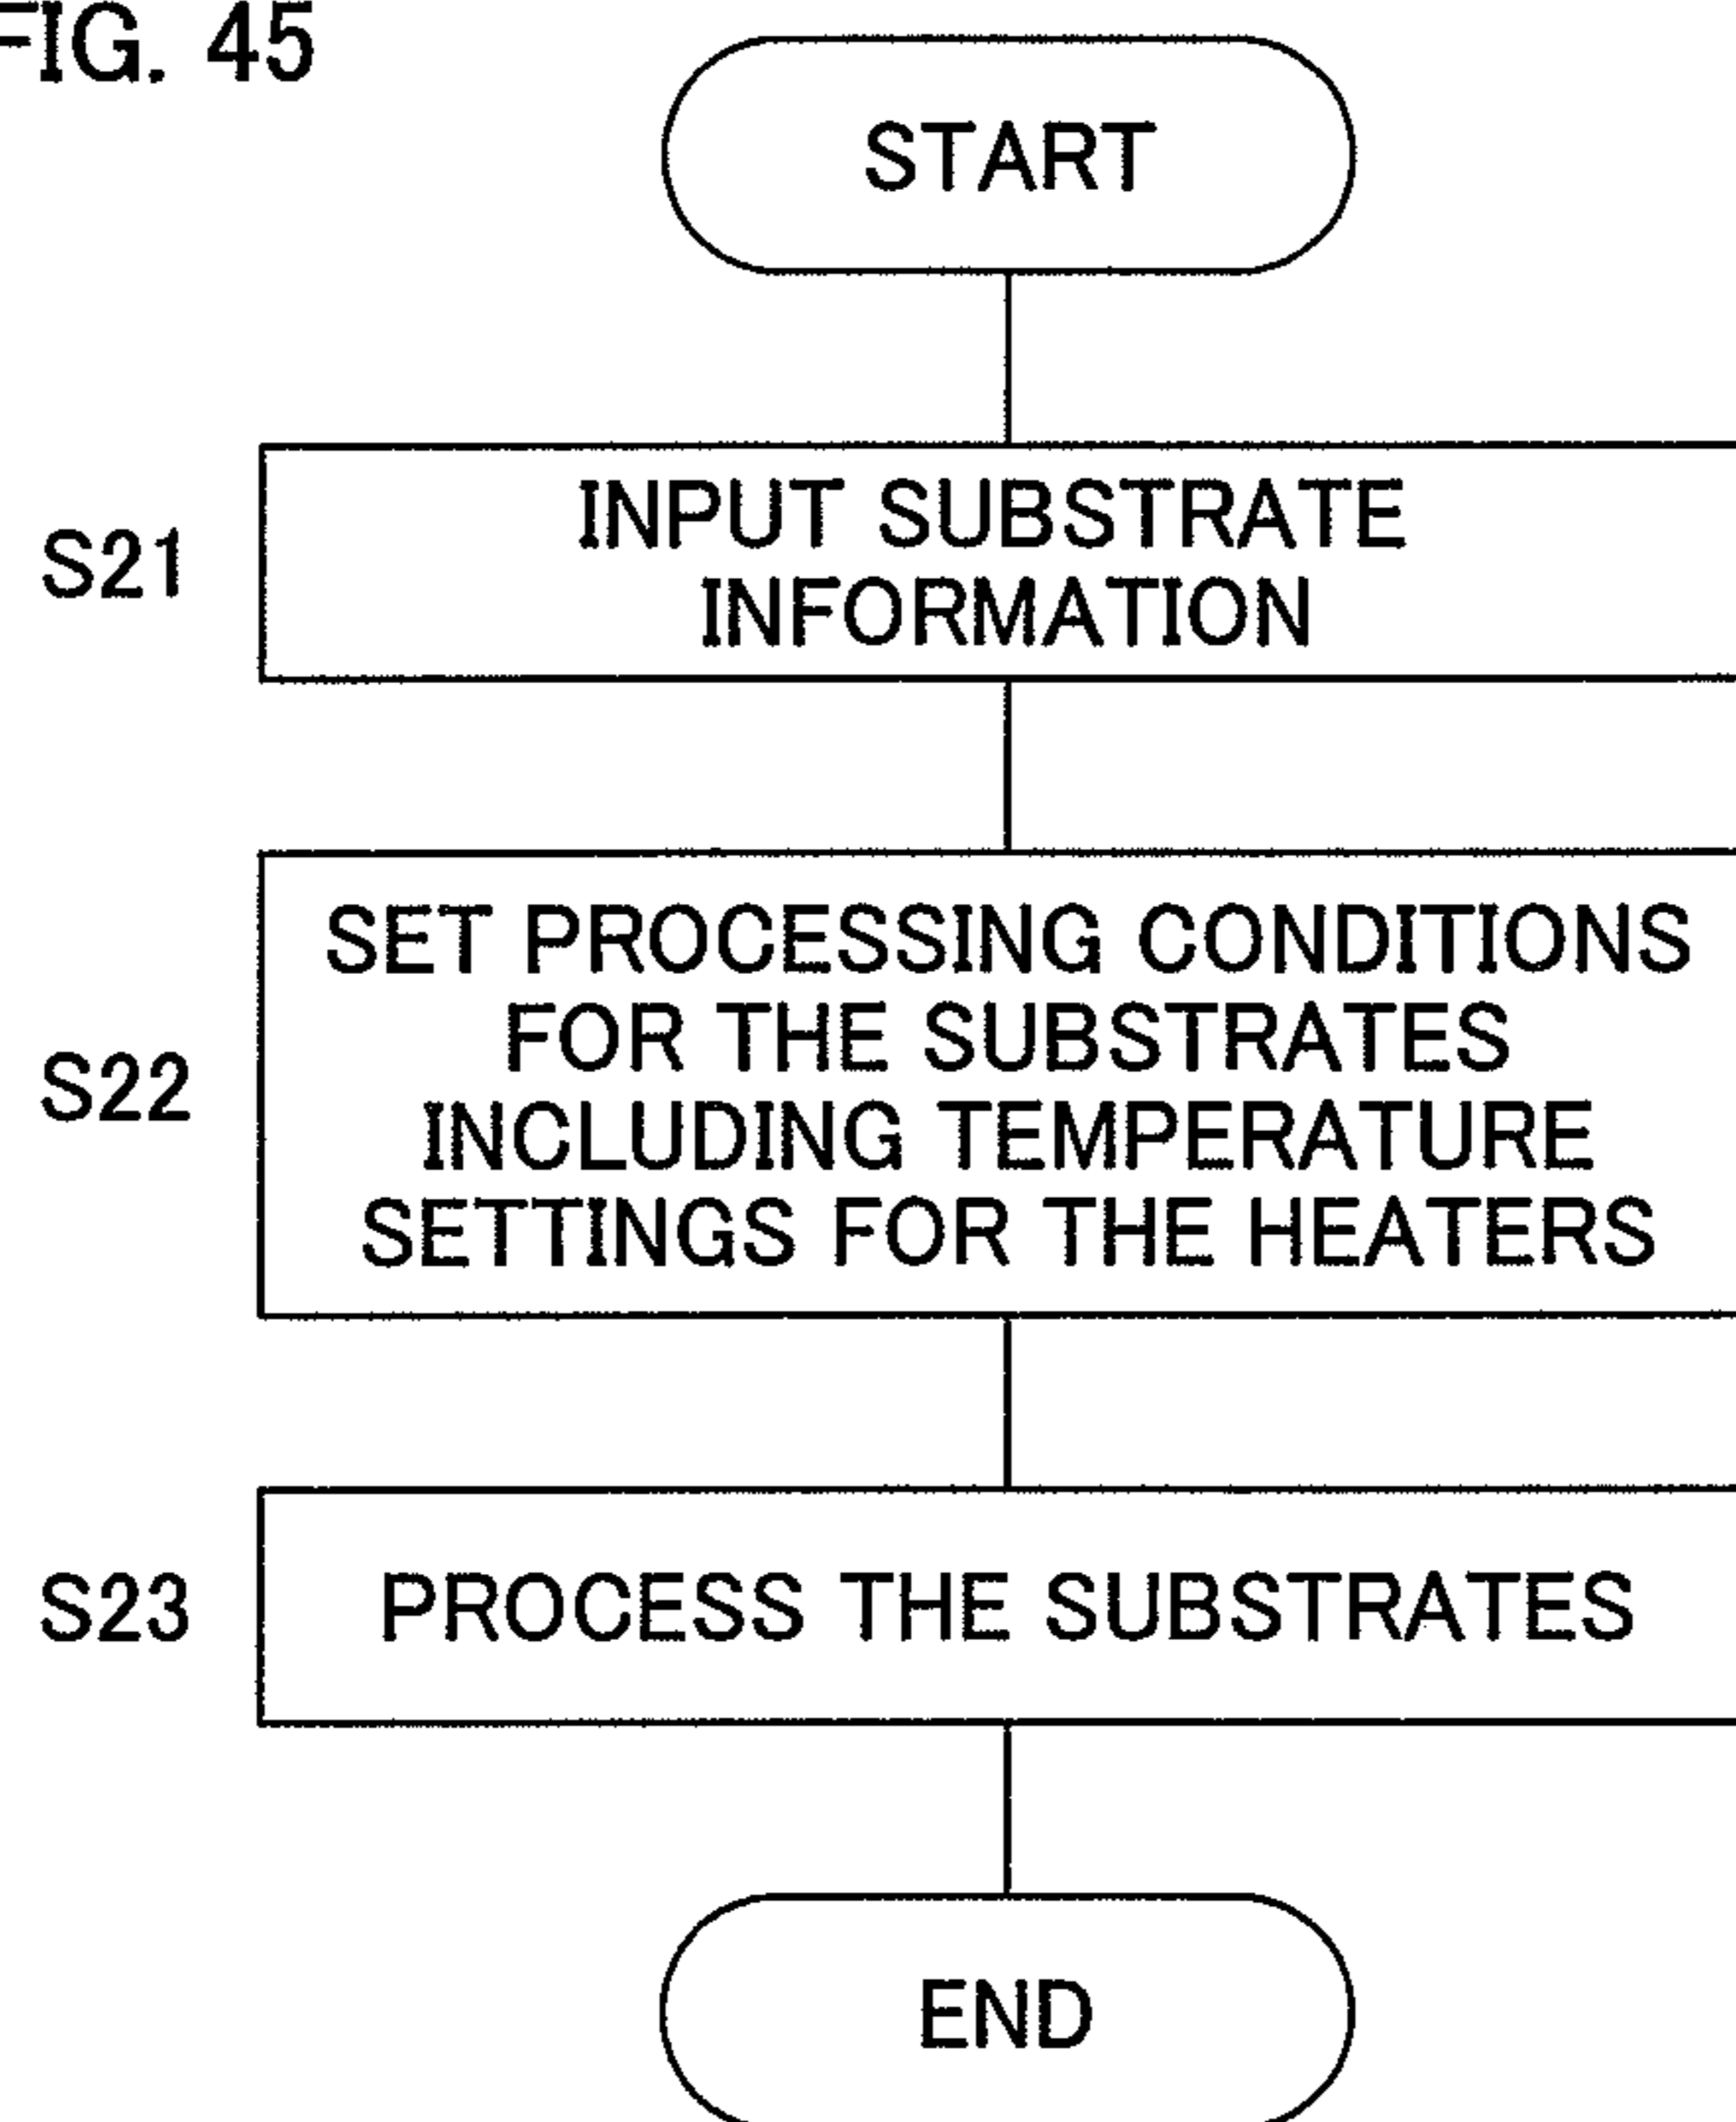 FIG. 45
START
S21
INPUT SUBSTRATE
INFORMATION
S22
SET PROCESSING CONDITIONS
FOR THE SUBSTRATES
INCLUDING TEMPERATURE
SETTINGS FOR THE HEATERS
S23
PROCESS THE SUBSTRATES
END